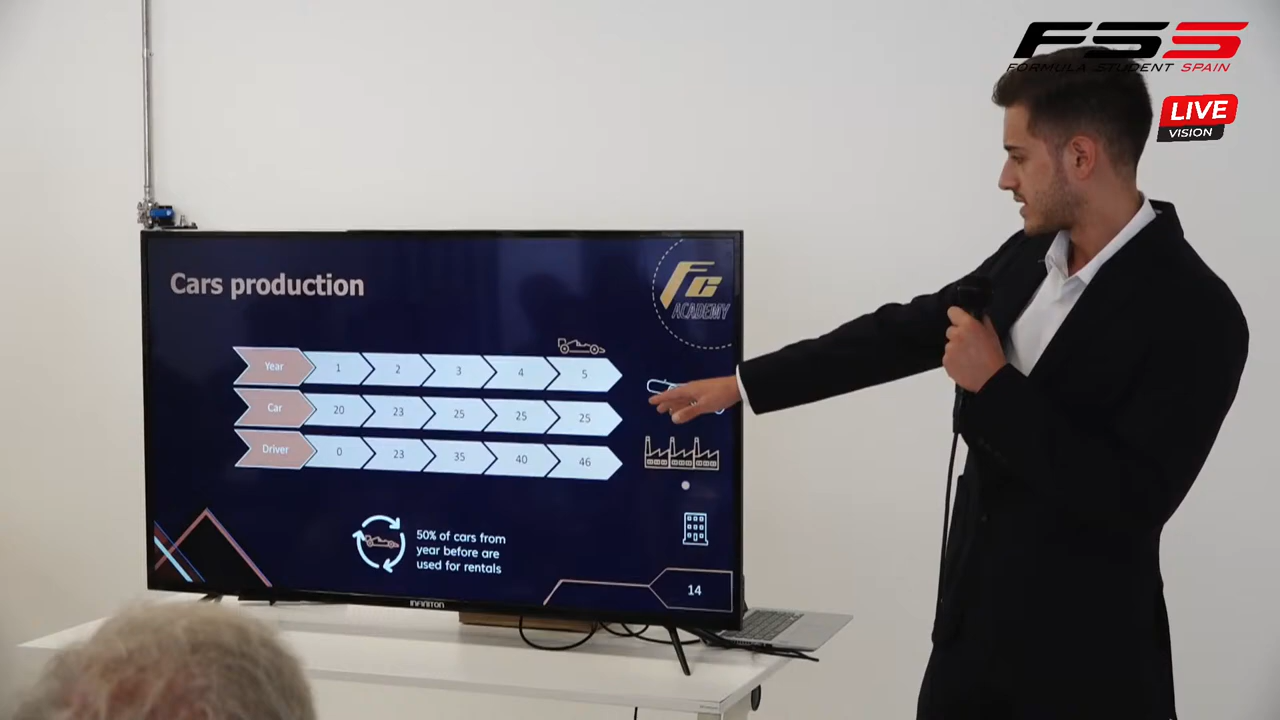 FSS
FORMULA STUDENT SPAIN
LIVE
VISION
Cars production
FC
ACADEMY
Year 1 2 3 4 5
Car 20 23 25 25 25
Driver 0 23 35 40 46
50% of cars from
year before are
used for rentals
14
INFINITON